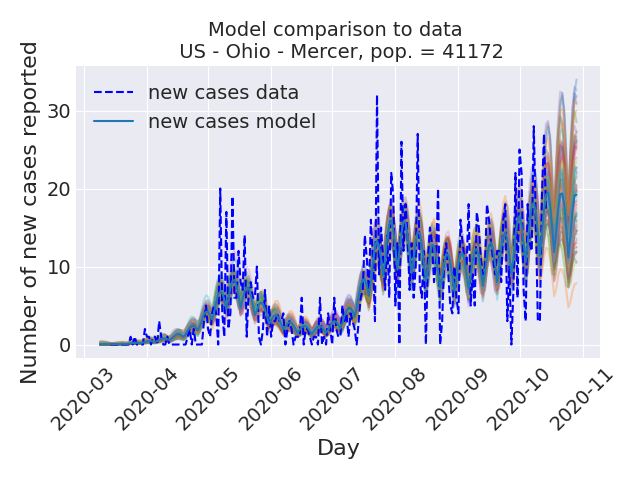 Model comparison to data
US - Ohio - Mercer, pop. = 41172
Number of new cases reported
new cases data
new cases model
30
20
10
0
2020-03
2020-04
2020-05
2020-06
2020-07
2020-08
2020-09
2020-10
2020-11
Day